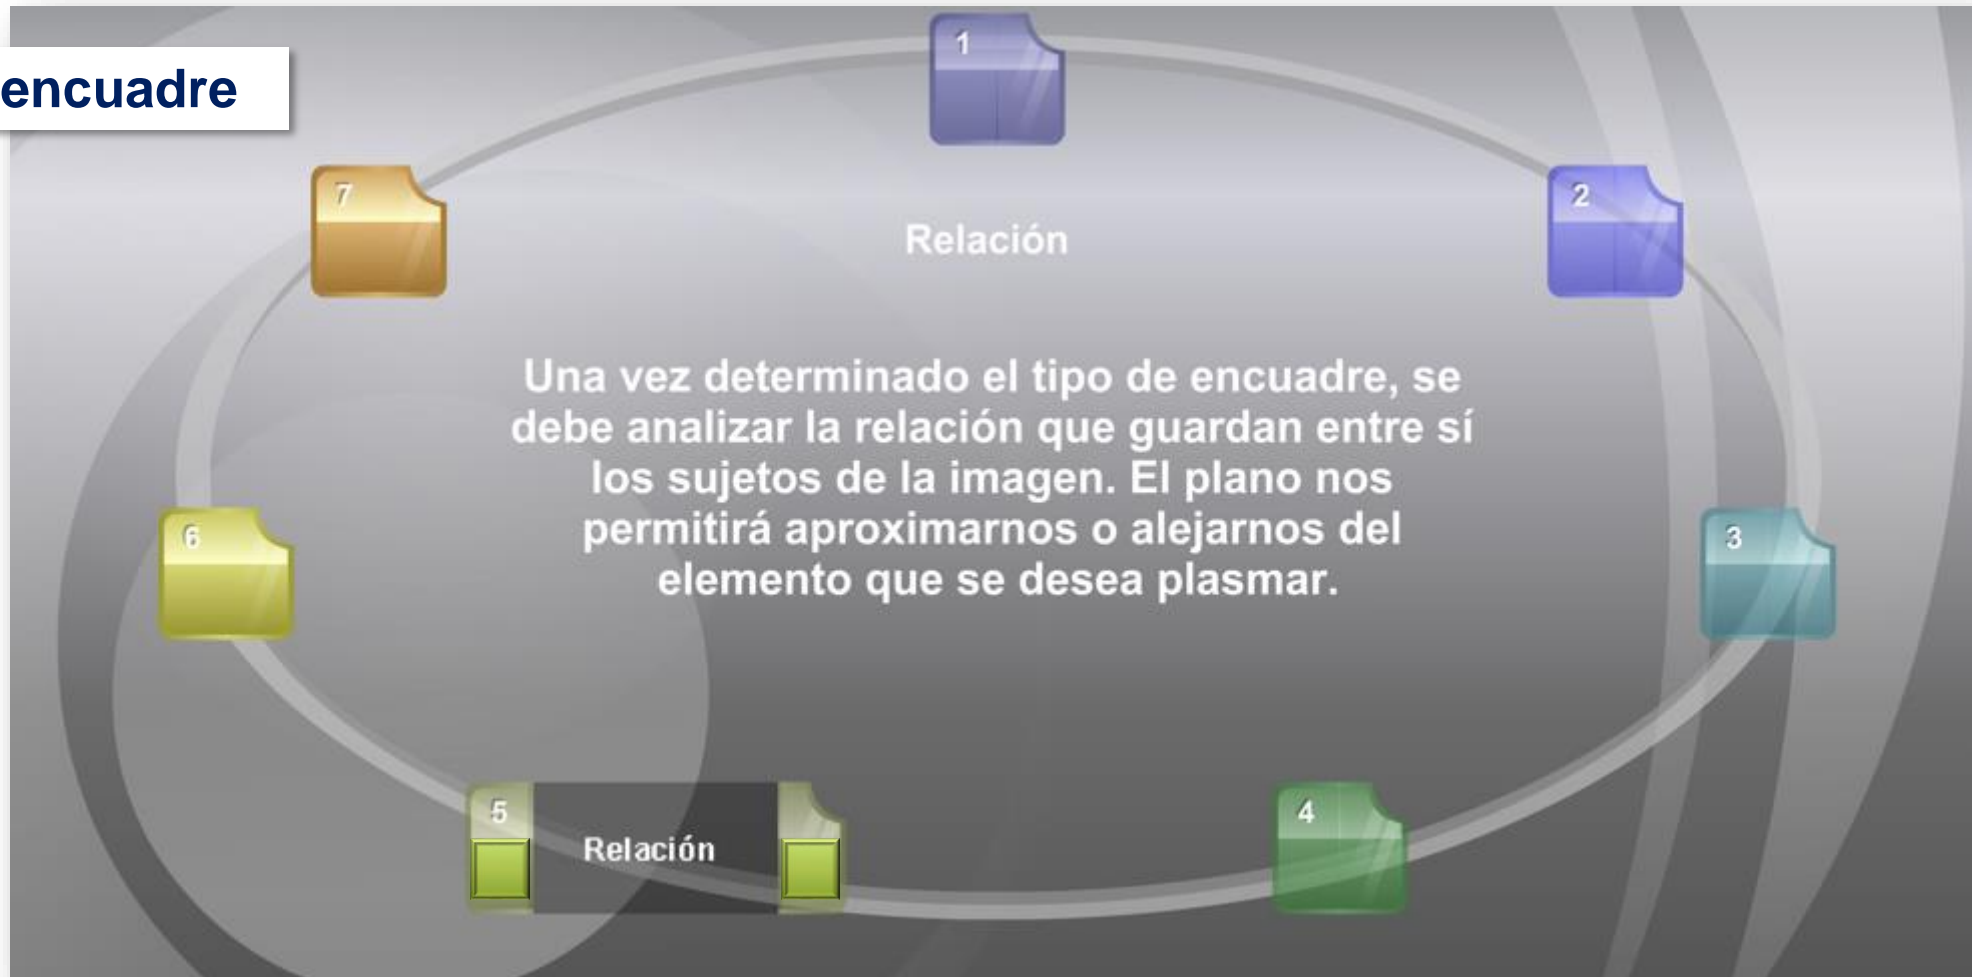 1
encuadre
7
2
Relación
Una vez determinado el tipo de encuadre, se
debe analizar la relación que guardan entre sí
los sujetos de la imagen. El plano nos
permitirá aproximarnos o alejarnos del
elemento que se desea plasmar.
6
3
5
Relación
4